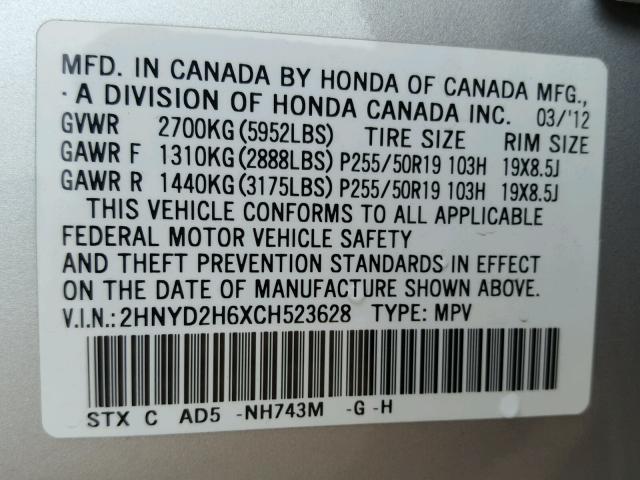 MFD. IN CANADA BY HONDA OF CANADA MFG.,
· A DIVISION OF HONDA CANADA INC. 03/'12
GVWR 2700KG(5952LBS) TIRE SIZE RIM SIZE
GAWR F 1310KG(2888LBS) P255/50R19 103H 19X8.5J
GAWR R 1440KG(3175LBS) P255/50R19 103H 19X8.5J
THIS VEHICLE CONFORMS TO ALL APPLICABLE
FEDERAL MOTOR VEHICLE SAFETY
AND THEFT PREVENTION STANDARDS IN EFFECT
ON THE DATE OF MANUFACTURE SHOWN ABOVE.
V.I.N.: 2HNYD2H6XCH523628 TYPE: MPV
STX C AD5 -NH743M -G -H